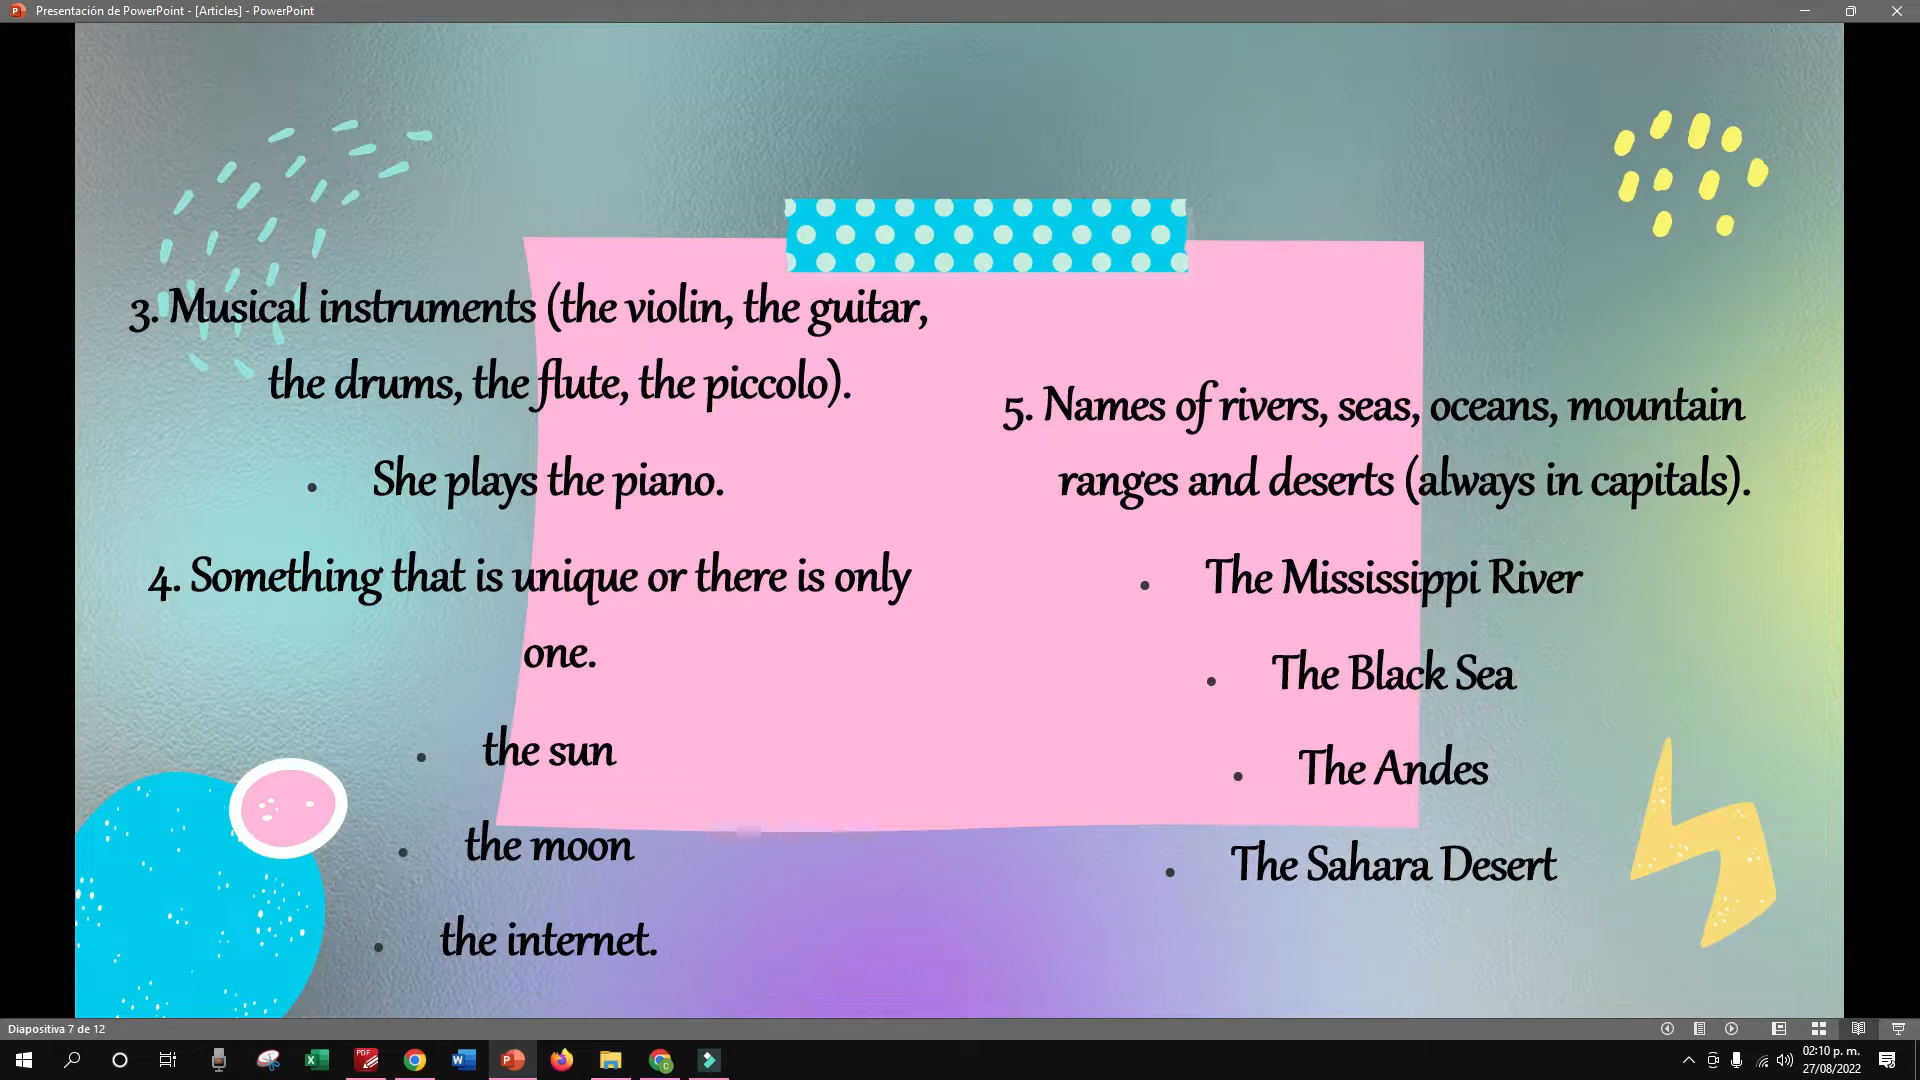 Presentación de PowerPoint - [Articles] - PowerPoint
3. Musical instruments (the violin, the guitar,
the drums, the flute, the piccolo).
• She plays the piano.
4. Something that is unique or there is only
one.
• the sun
• the moon
• the internet.
5. Names of rivers, seas, oceans, mountain
ranges and deserts (always in capitals).
• The Mississippi River
• The Black Sea
• The Andes
• The Sahara Desert
Diapositiva 7 de 12
02:10 p. m.
27/08/2022